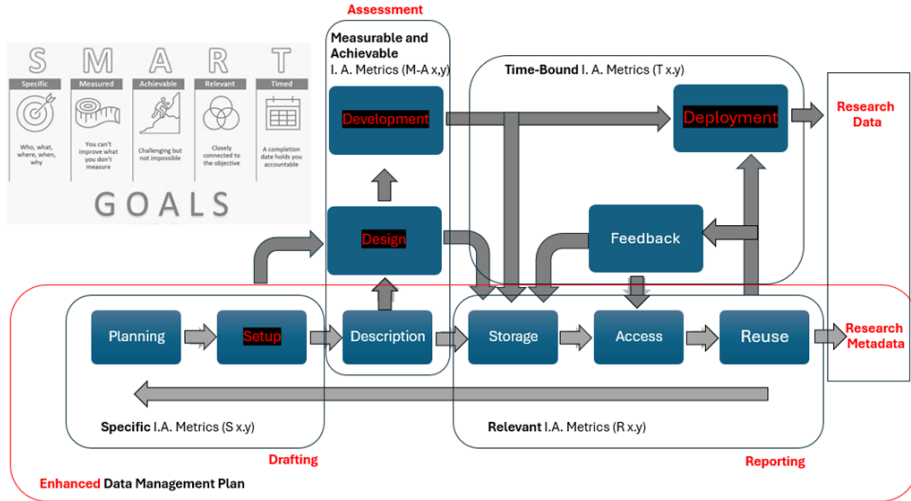 Assessment
S M A R T
Specific Measured Achievable Relevant Timed
Who, what,
where, when,
why
You can't
improve what
you don't
measure
Challenging but
not impossible
Closely
connected to
the objective
A completion
date holds you
accountable
GOALS
Measurable and
Achievable
I. A. Metrics (M-A x,y)
Time-Bound I. A. Metrics (T x.y)
Development
Deployment
Research
Data
Design
Feedback
Planning
Setup
Description
Storage
Access
Reuse
Research
Metadata
Specific I.A. Metrics (S x.y)
Relevant I.A. Metrics (R x.y)
Drafting
Reporting
Enhanced Data Management Plan